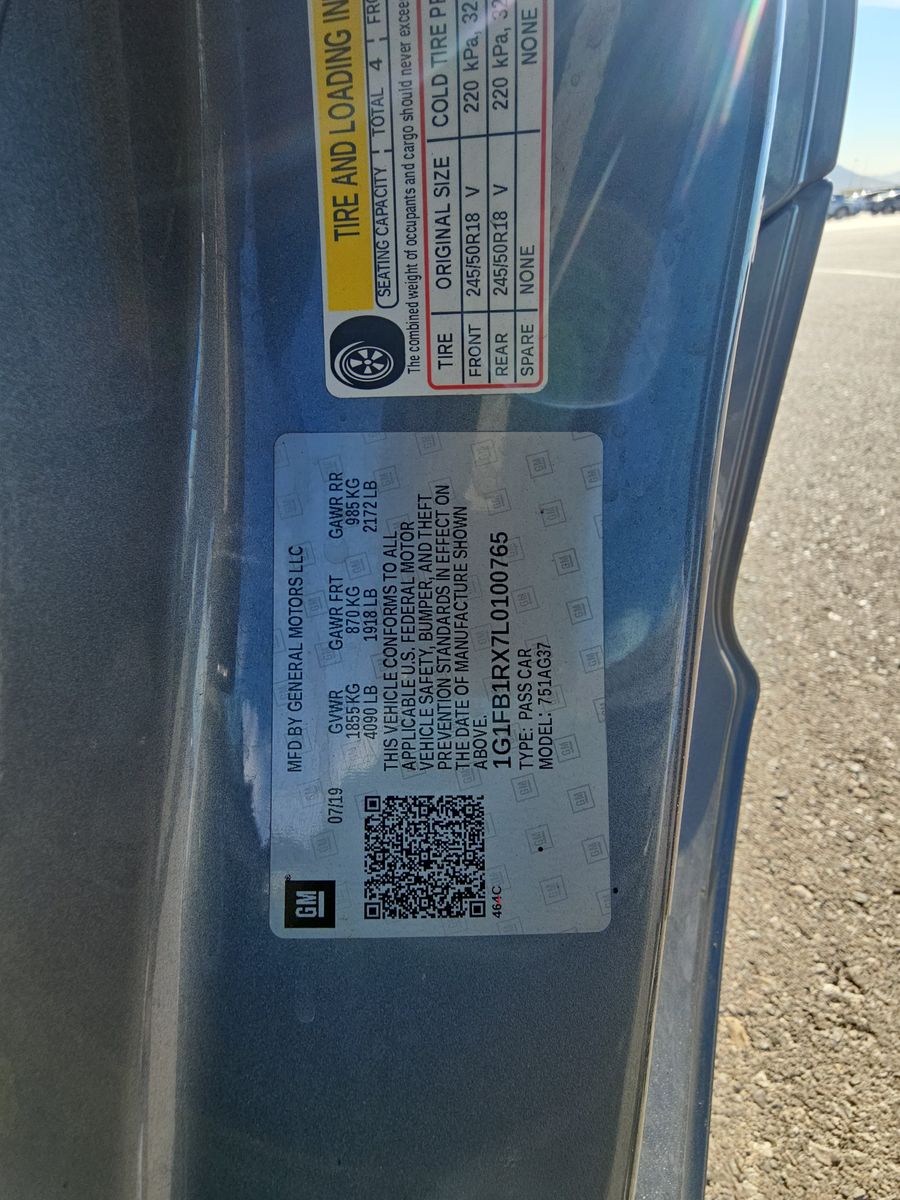 TIRE AND LOADING IN
SEATING CAPACITY TOTAL 4 FRO
The combined weight of occupants and cargo should never excee
TIRE ORIGINAL SIZE COLD TIRE PR
FRONT 245/50R18 V 220 kPa, 32
REAR 245/50R18 V 220 kPa, 32
SPARE NONE NONE
GM
MFD BY GENERAL MOTORS LLC
07/19 GVWR GAWR FRT GAWR RR
1855 KG 870 KG 985 KG
4090 LB 1918 LB 2172 LB
THIS VEHICLE CONFORMS TO ALL
APPLICABLE U.S. FEDERAL MOTOR
VEHICLE SAFETY, BUMPER, AND THEFT
PREVENTION STANDARDS IN EFFECT ON
THE DATE OF MANUFACTURE SHOWN
ABOVE.
1G1FB1RX7L0100765
TYPE: PASS CAR
MODEL: 751AG37
464C